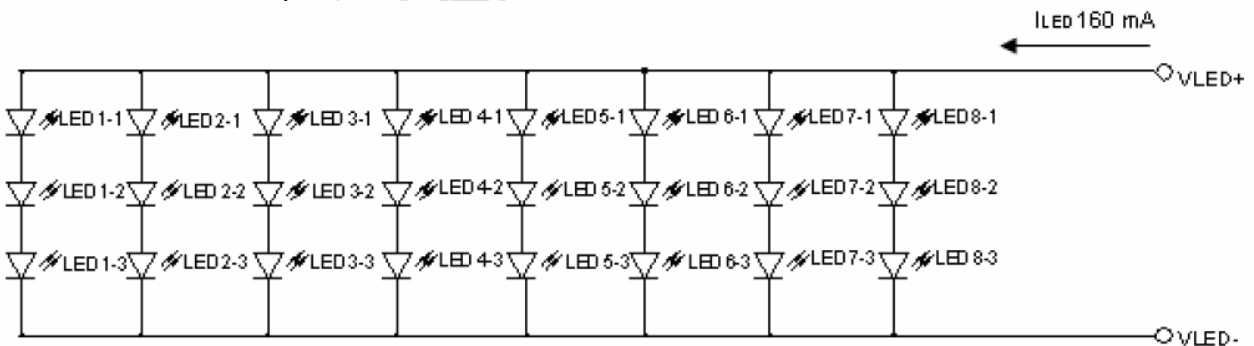 ILED 160 mA
VLED+
LED 1-1 LED 2-1 LED 3-1 LED 4-1 LED 5-1 LED 6-1 LED 7-1 LED 8-1
LED 1-2 LED 2-2 LED 3-2 LED 4-2 LED 5-2 LED 6-2 LED 7-2 LED 8-2
LED 1-3 LED 2-3 LED 3-3 LED 4-3 LED 5-3 LED 6-3 LED 7-3 LED 8-3
VLED-